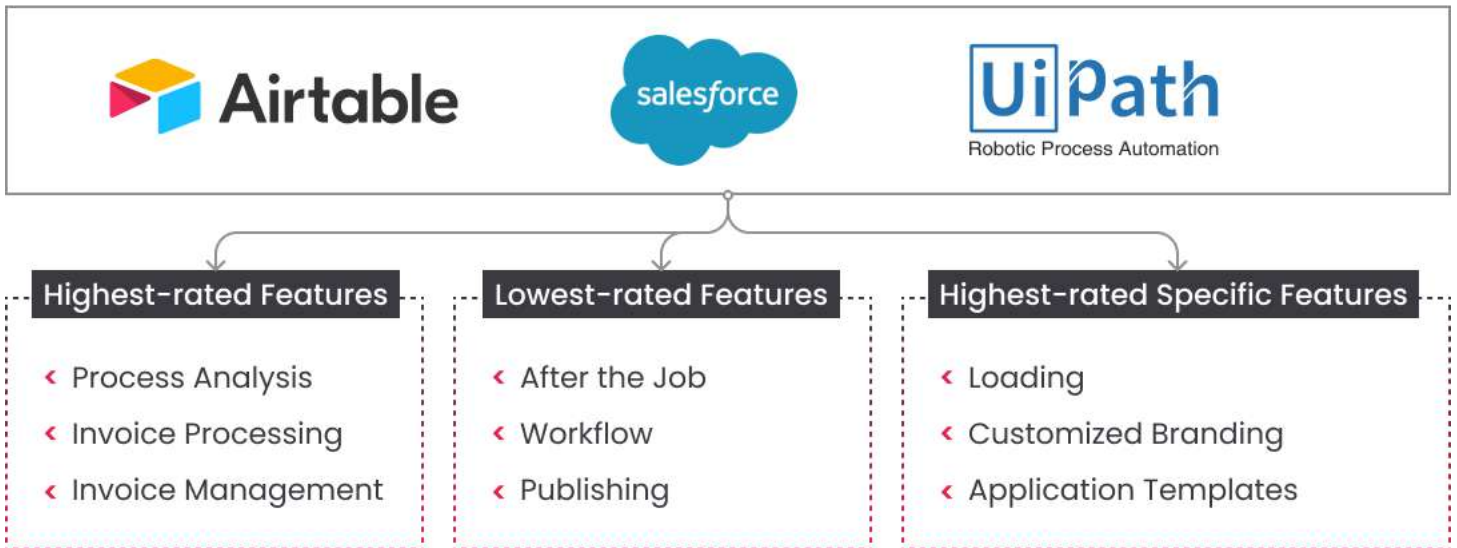 Airtable
salesforce
UiPath
Robotic Process Automation
Highest-rated Features
Process Analysis
Invoice Processing
Invoice Management
Lowest-rated Features
After the Job
Workflow
Publishing
Highest-rated Specific Features
Loading
Customized Branding
Application Templates